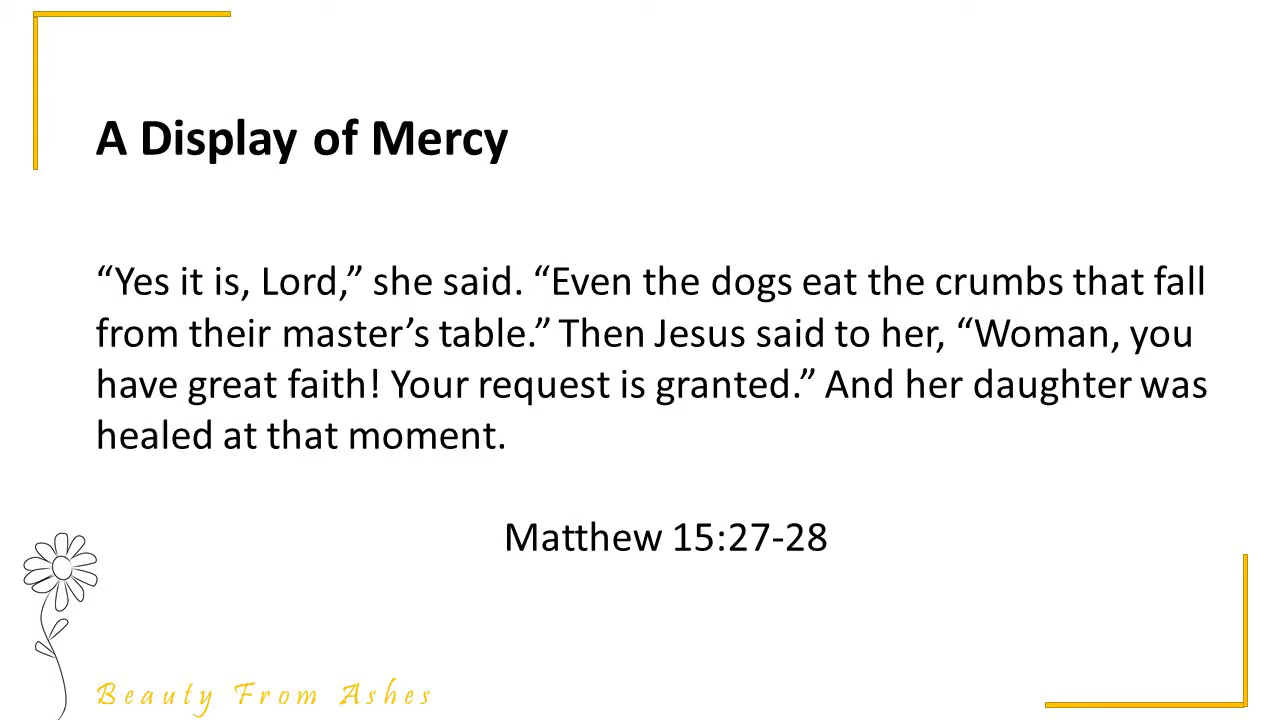 A Display of Mercy
“Yes it is, Lord,” she said. “Even the dogs eat the crumbs that fall
from their master’s table.” Then Jesus said to her, “Woman, you
have great faith! Your request is granted.” And her daughter was
healed at that moment.
Matthew 15:27-28
Beauty From Ashes